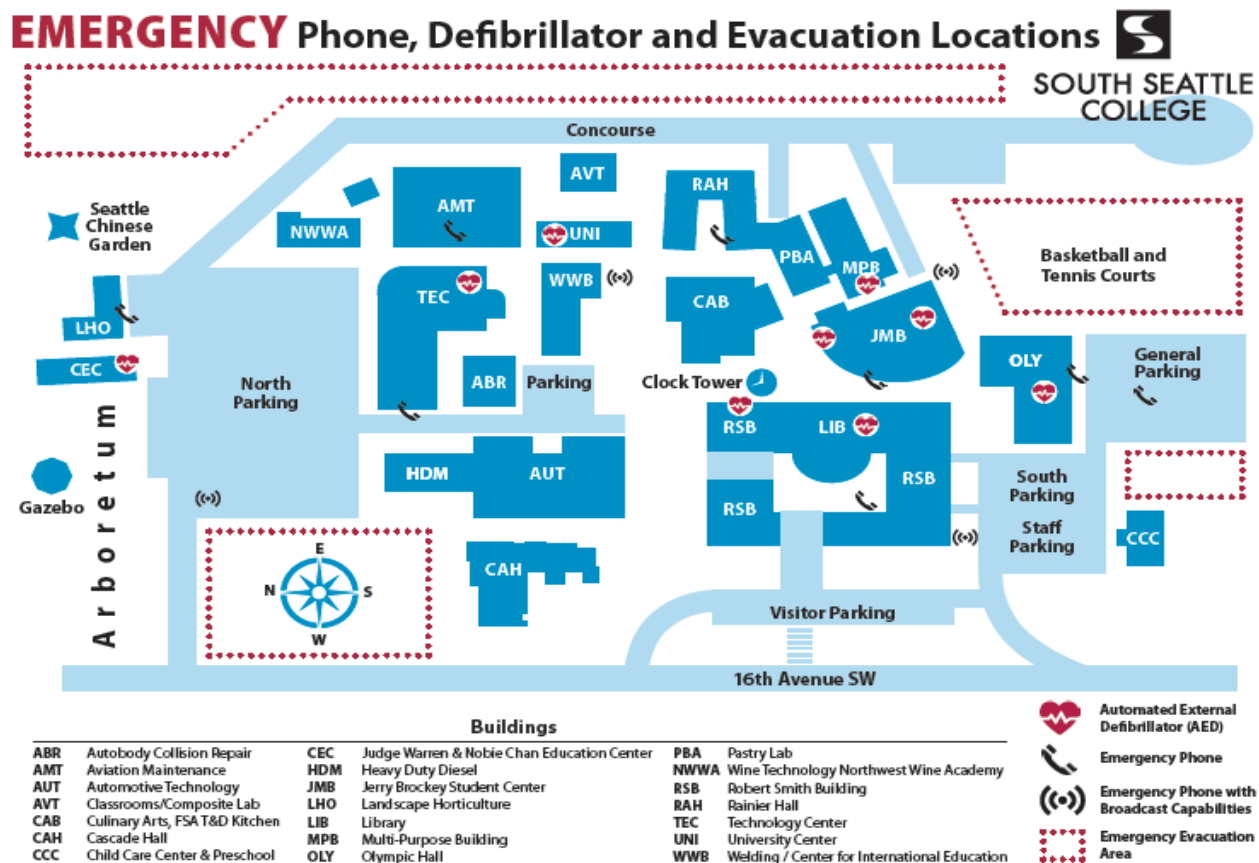 EMERGENCY Phone, Defibrillator and Evacuation Locations
SOUTH SEATTLE
COLLEGE
Concourse
AVT
RAH
AMT
Seattle
Chinese
Garden
NWWA
UNI
Basketball and
Tennis Courts
PBA
MPB
WWB
TEC
CAB
LHO
JMB
CEC
OLY
General
Parking
North
Parking
ABR
Parking
Clock Tower
RSB
LIB
Arboretum
HDM
AUT
RSB
South
Parking
Gazebo
RSB
Staff
Parking
CCC
E
N
S
W
CAH
Visitor Parking
16th Avenue SW
Buildings
ABR Autobody Collision Repair
AMT Aviation Maintenance
AUT Automotive Technology
AVT Classrooms/Composite Lab
CAB Culinary Arts, FSA T&D Kitchen
CAH Cascade Hall
CCC Child Care Center & Preschool
CEC Judge Warren & Nobie Chan Education Center
HDM Heavy Duty Diesel
JMB Jerry Brockey Student Center
LHO Landscape Horticulture
LIB Library
MPB Multi-Purpose Building
OLY Olympic Hall
PBA Pastry Lab
NWWA Wine Technology Northwest Wine Academy
RSB Robert Smith Building
RAH Rainier Hall
TEC Technology Center
UNI University Center
WWB Welding / Center for International Education
Automated External
Defibrillator (AED)
Emergency Phone
Emergency Phone with
Broadcast Capabilities
Emergency Evacuation
Area